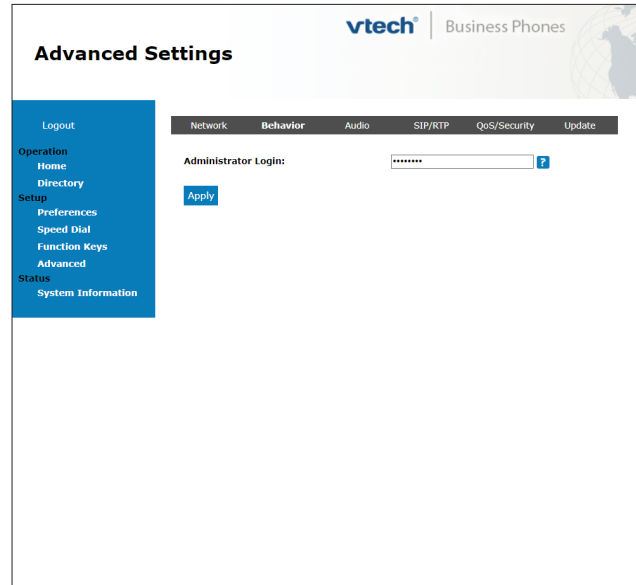 vtech® Business Phones
Advanced Settings
Logout
Operation
Home
Directory
Setup
Preferences
Speed Dial
Function Keys
Advanced
Status
System Information
Network Behavior Audio SIP/RTP QoS/Security Update
Administrator Login: •••••••• ?
Apply